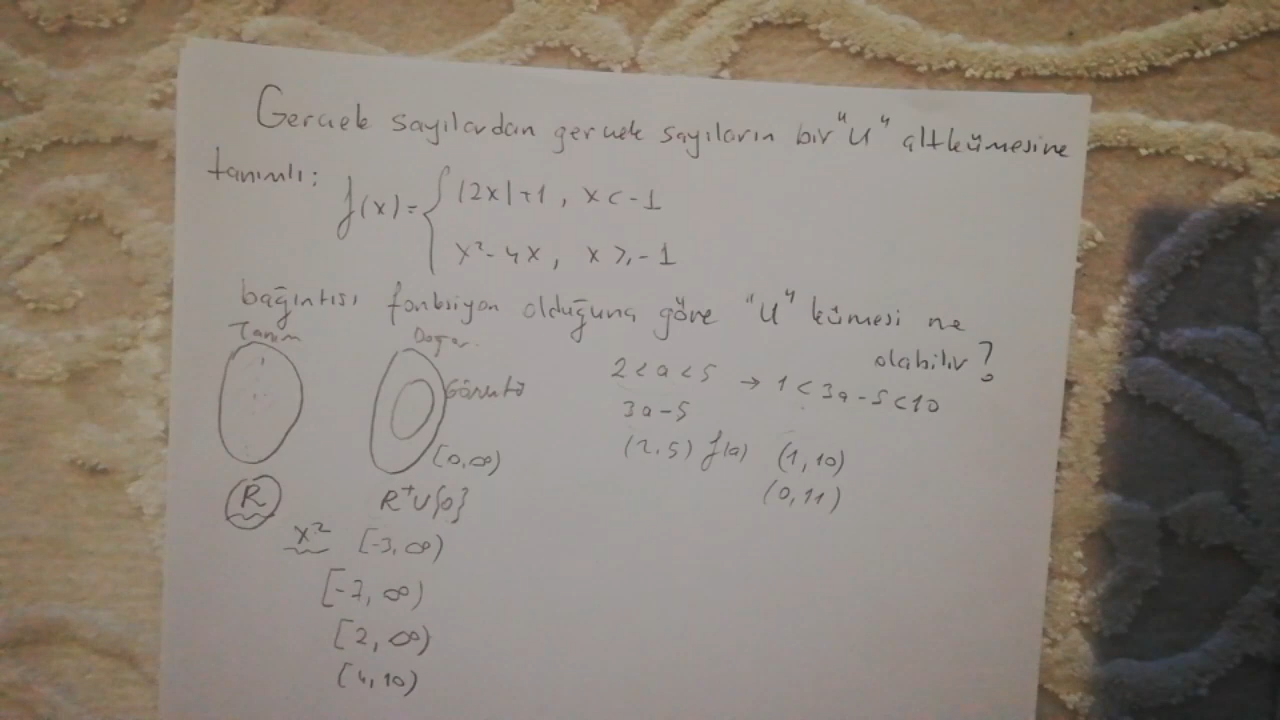 Gerçek sayılardan gerçek sayıların bir "U" altkümesine
tanımlı:
f(x)= { |2x|+1, x < -1
x²-4x, x ≥ -1
bağıntısı fonksiyon olduğuna göre "U" kümesi ne
olabilir?
Tanım
Değer.
Görüntü
[0,∞)
R
R⁺U{0}
x² [-3,∞)
[-7,∞)
[2,∞)
(4,10)
2<a<5 → 1<3a-5<10
3a-5
(2,5) f(a) (1,10)
(0,11)